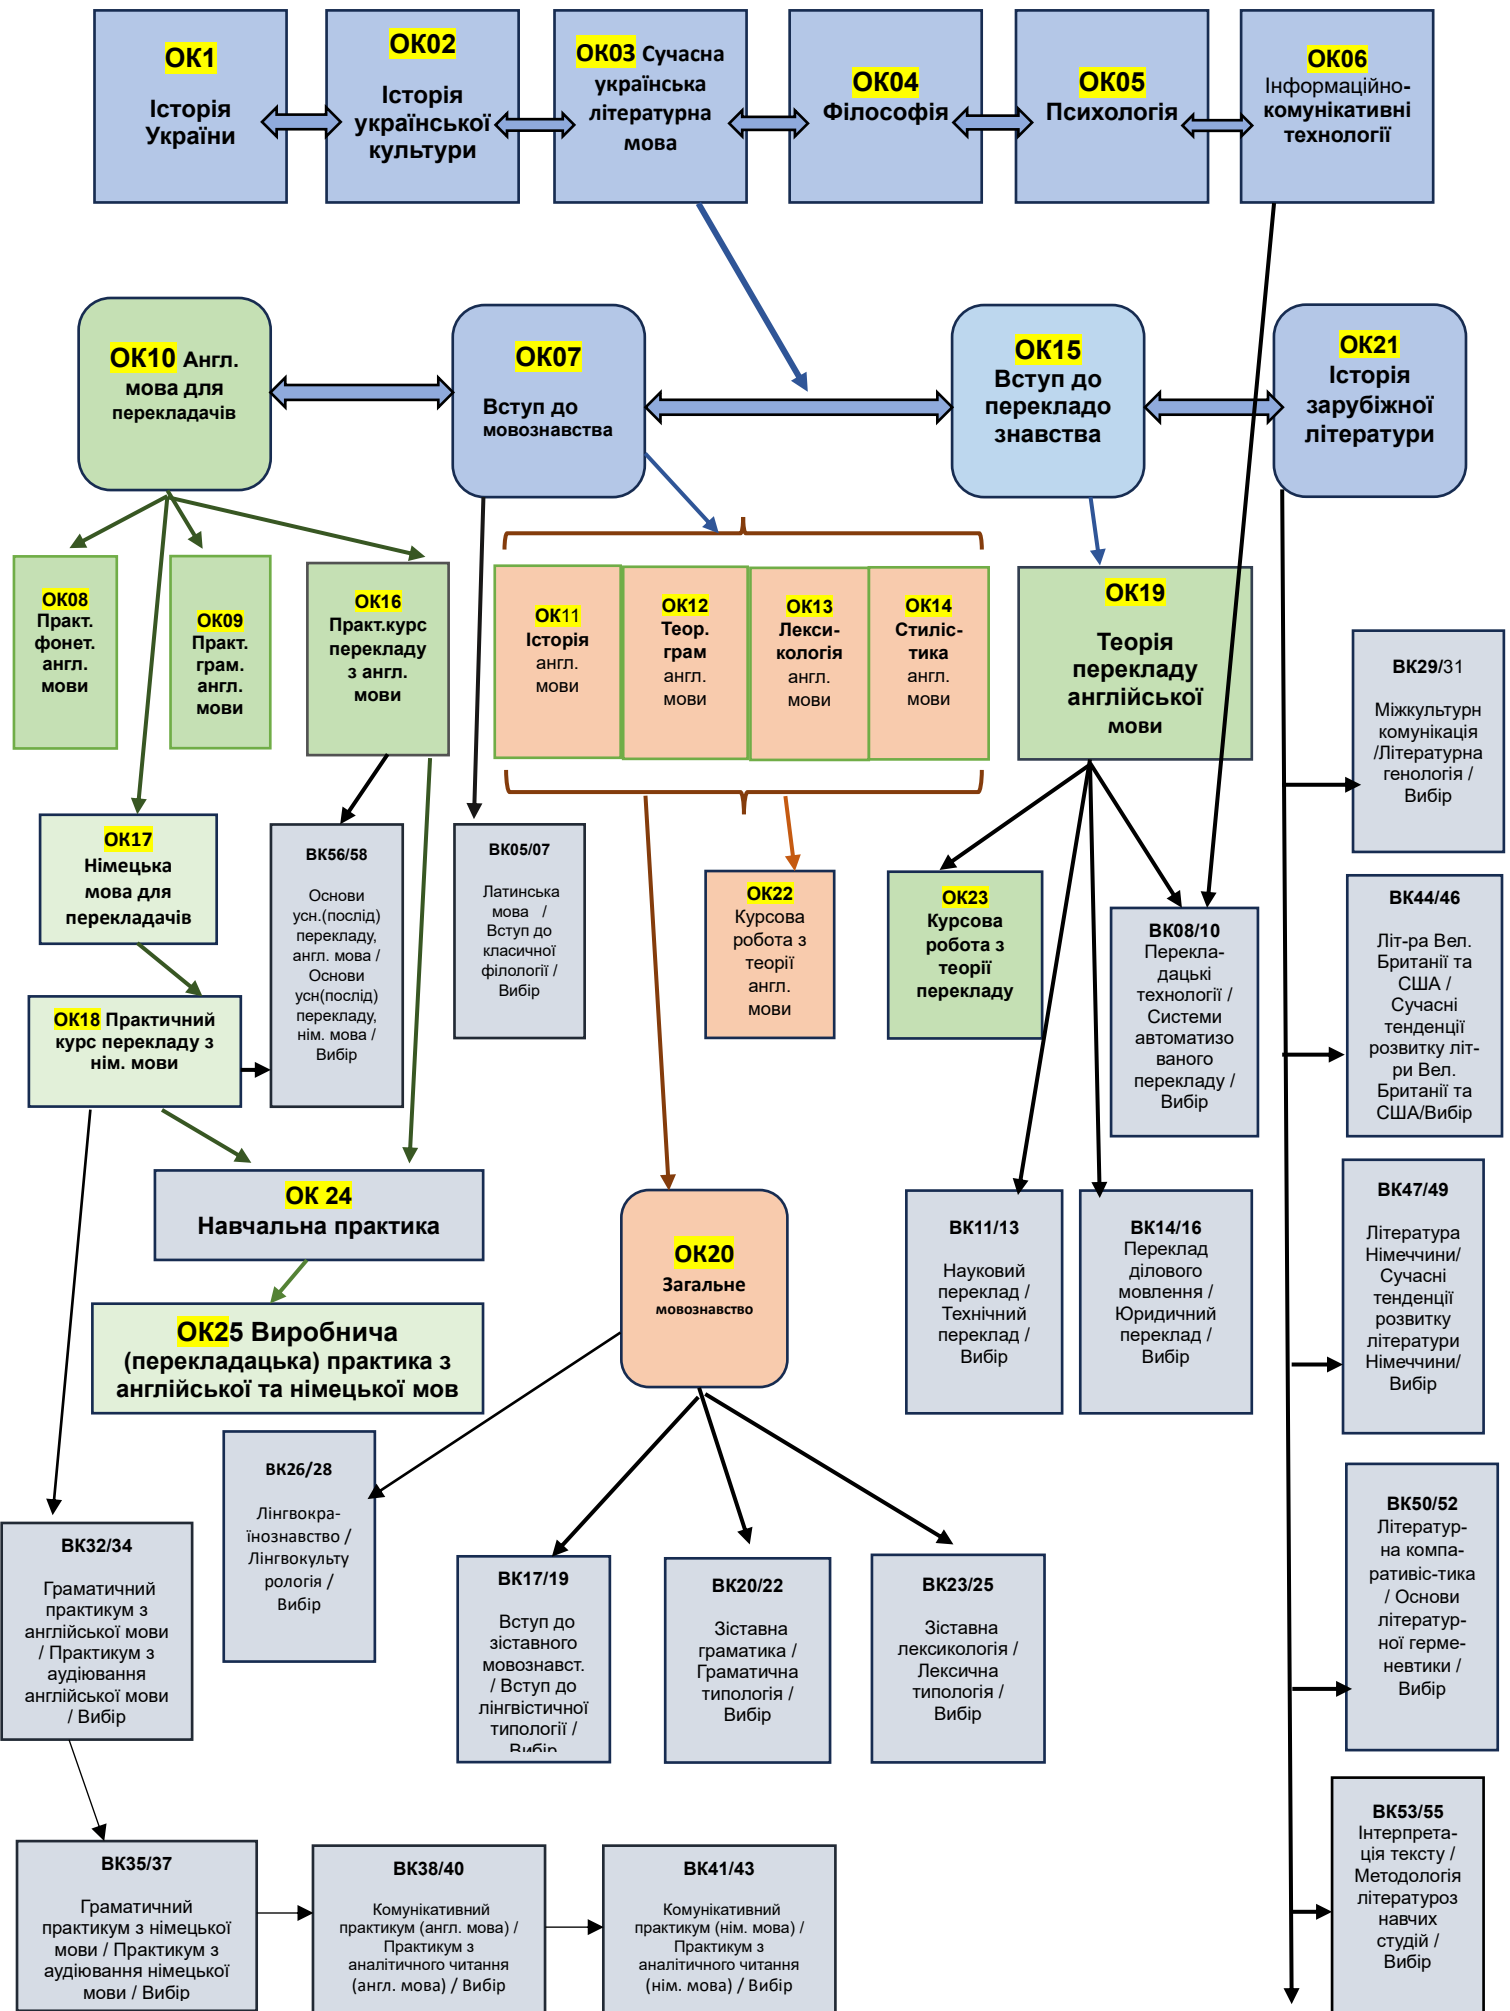 ОК1
Історія
України
ОК02
Історія
української
культури
ОК03 Сучасна
українська
літературна
мова
ОК04
Філософія
ОК05
Психологія
ОК06
Інформаційно-
комунікативні
технології
ОК10 Англ.
мова для
перекладачів
ОК07
Вступ до
мовознавства
ОК15
Вступ до
перекладо
знавства
ОК21
Історія
зарубіжної
літератури
ОК08
Практ.
фонет.
англ.
мови
ОК09
Практ.
грам.
англ.
мови
ОК16
Практ.курс
перекладу
з англ.
мови
ОК11
Історія
англ.
мови
ОК12
Теор.
грам
англ.
мови
ОК13
Лекси-
кологія
англ.
мови
ОК14
Стиліс-
тика
англ.
мови
ОК19
Теорія
перекладу
англійської
мови
ВК29/31
Міжкультурн
комунікація
/Літературна
генологія /
Вибір
ОК17
Німецька
мова для
перекладачів
ВК56/58
Основи
усн.(послід)
перекладу,
англ. мова /
Основи
усн(послід)
перекладу,
нім. мова /
Вибір
ВК05/07
Латинська
мова /
Вступ до
класичної
філології /
Вибір
ОК22
Курсова
робота з
теорії
англ.
мови
ОК23
Курсова
робота з
теорії
перекладу
ВК08/10
Перекла-
дацькі
технології /
Системи
автоматизо
ваного
перекладу /
Вибір
ВК44/46
Літ-ра Вел.
Британії та
США /
Сучасні
тенденції
розвитку літ-
ри Вел.
Британії та
США/Вибір
ОК18 Практичний
курс перекладу з
нім. мови
ОК 24
Навчальна практика
ОК25 Виробнича
(перекладацька) практика з
англійської та німецької мов
ОК20
Загальне
мовознавство
ВК11/13
Науковий
переклад /
Технічний
переклад /
Вибір
ВК14/16
Переклад
ділового
мовлення /
Юридичний
переклад /
Вибір
ВК47/49
Література
Німеччини/
Сучасні
тенденції
розвитку
літератури
Німеччини/
Вибір
ВК26/28
Лінгвокра-
їнознавство /
Лінгвокульту
рологія /
Вибір
ВК32/34
Граматичний
практикум з
англійської мови
/ Практикум з
аудіювання
англійської мови
/ Вибір
ВК17/19
Вступ до
зіставного
мовознавст.
/ Вступ до
лінгвістичної
типології /
Вибір
ВК20/22
Зіставна
граматика /
Граматична
типологія /
Вибір
ВК23/25
Зіставна
лексикологія /
Лексична
типологія /
Вибір
ВК50/52
Літератур-
на компа-
ративіс-тика
/ Основи
літератур-
ної герме-
невтики /
Вибір
ВК53/55
Інтерпрета-
ція тексту /
Методологія
літературоз
навчих
студій /
Вибір
ВК35/37
Граматичний
практикум з німецької
мови / Практикум з
аудіювання німецької
мови / Вибір
ВК38/40
Комунікативний
практикум (англ. мова) /
Практикум з
аналітичного читання
(англ. мова) / Вибір
ВК41/43
Комунікативний
практикум (нім. мова) /
Практикум з
аналітичного читання
(нім. мова) / Вибір